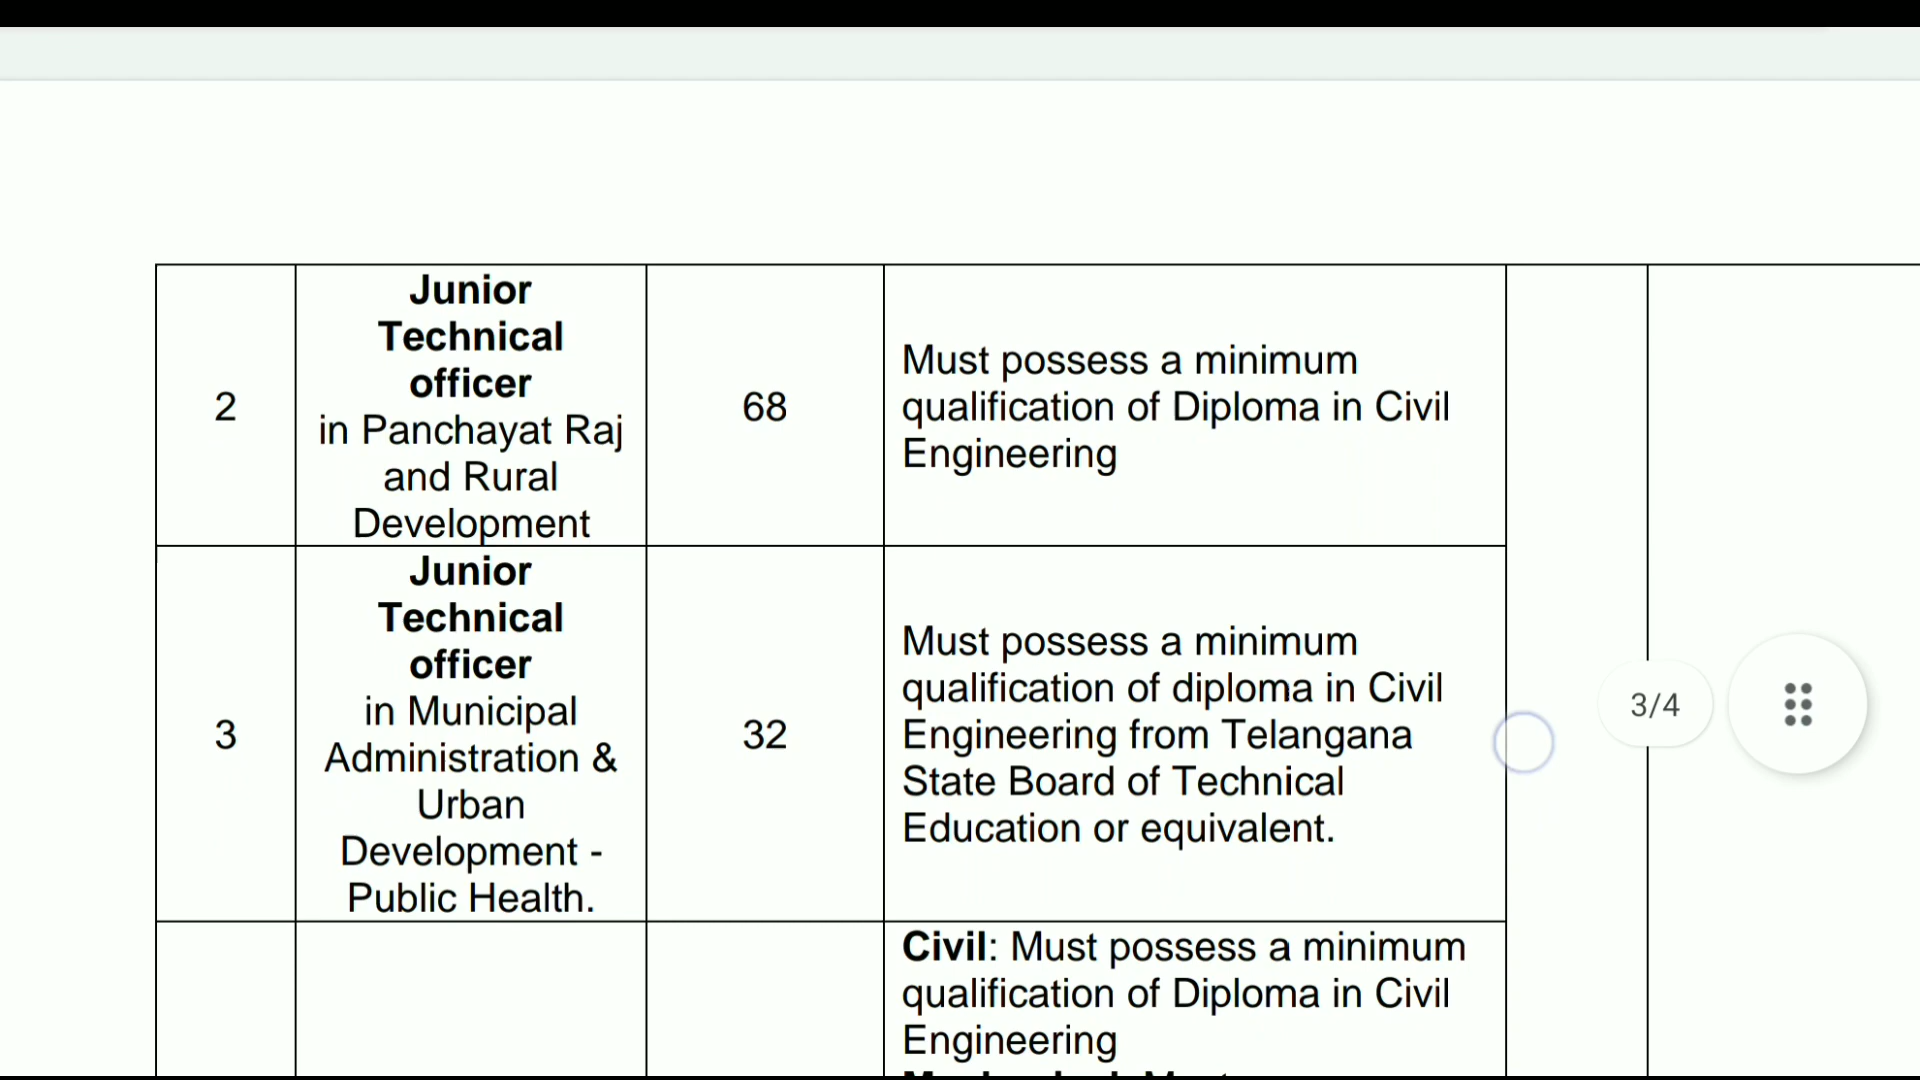 2
Junior
Technical
officer
in Panchayat Raj
and Rural
Development
68
Must possess a minimum
qualification of Diploma in Civil
Engineering
3
Junior
Technical
officer
in Municipal
Administration &
Urban
Development -
Public Health.
32
Must possess a minimum
qualification of diploma in Civil
Engineering from Telangana
State Board of Technical
Education or equivalent.
3/4
Civil: Must possess a minimum
qualification of Diploma in Civil
Engineering